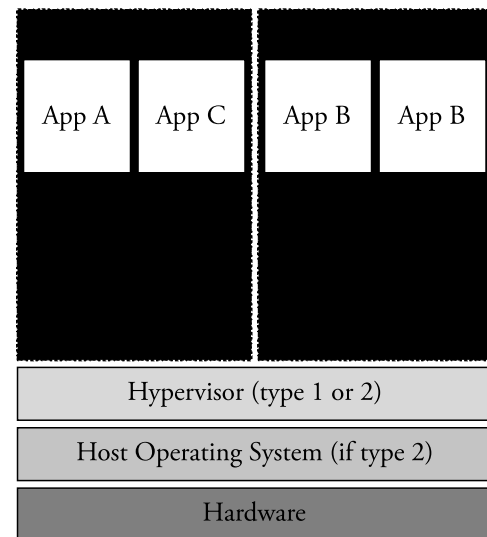 App A
App C
App B
App B
Hypervisor (type 1 or 2)
Host Operating System (if type 2)
Hardware